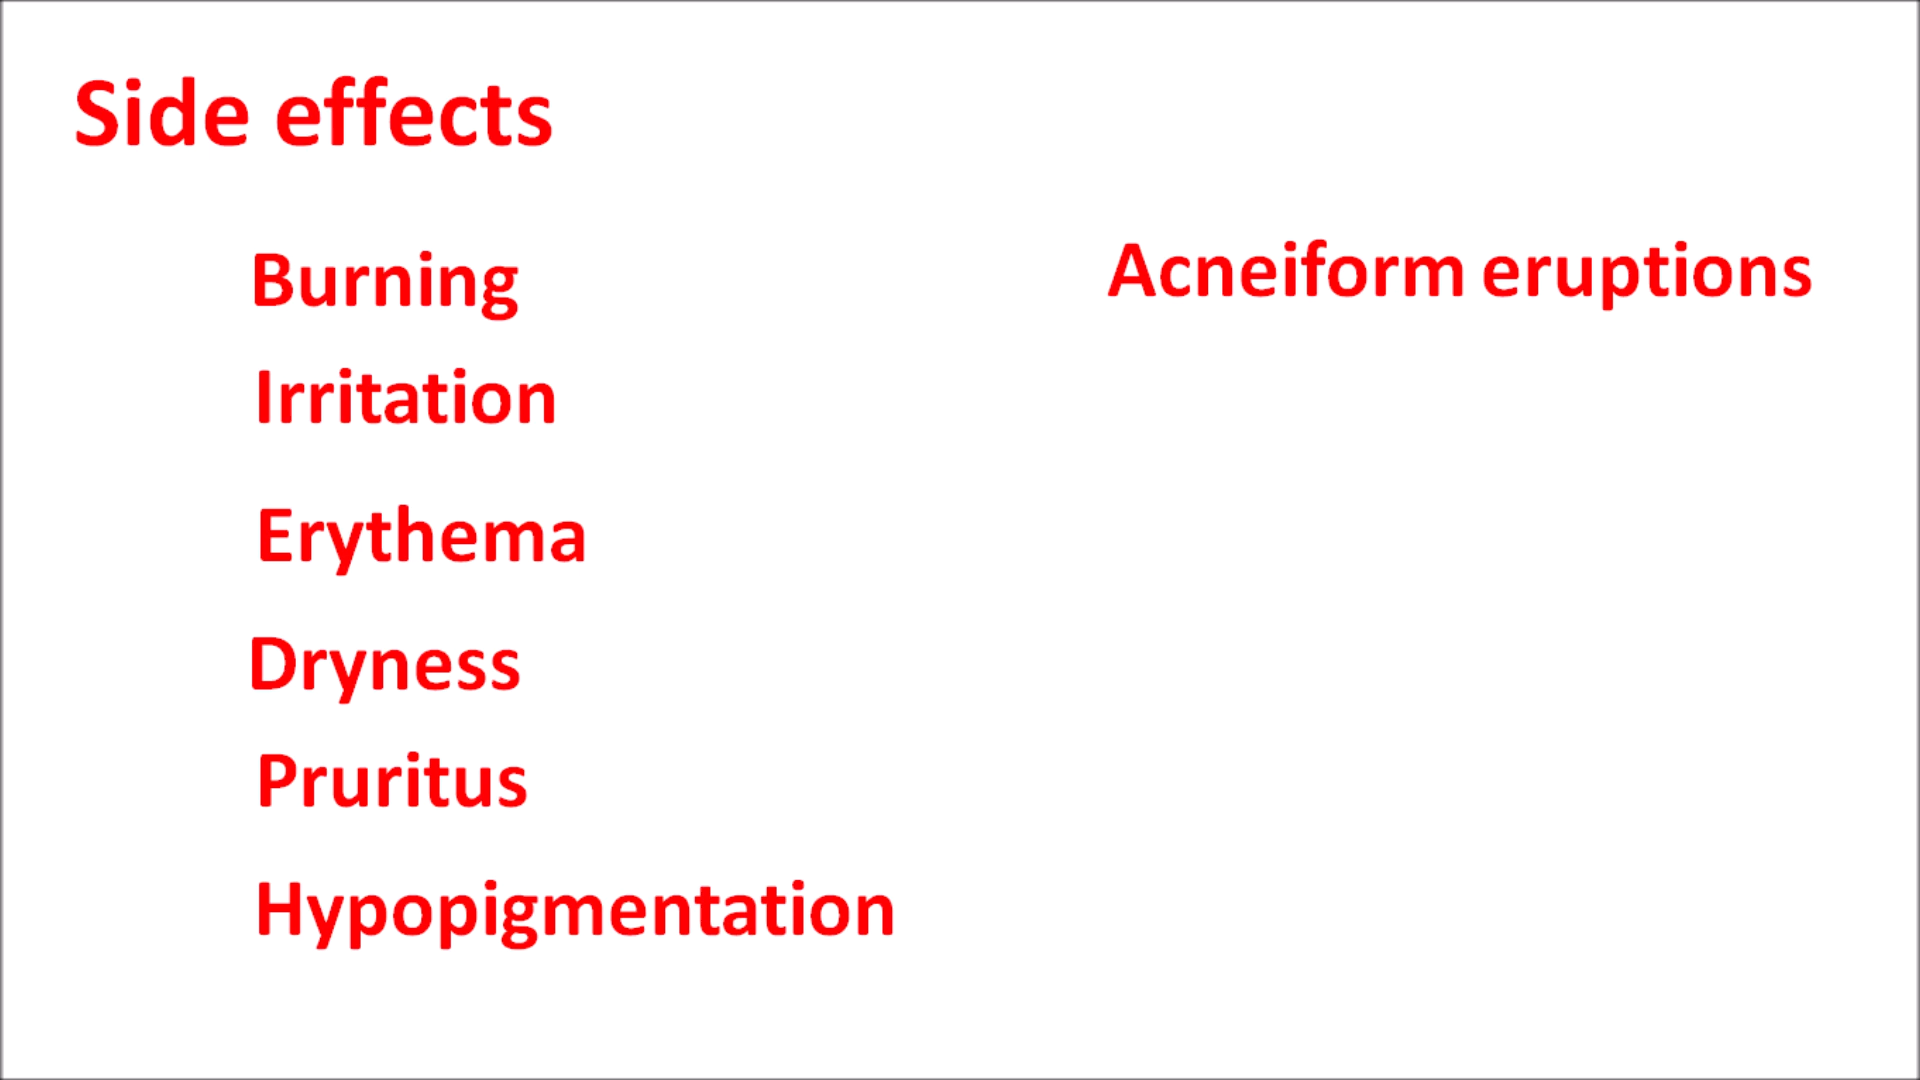 Side effects
Burning
Irritation
Erythema
Dryness
Pruritus
Hypopigmentation
Acneiform eruptions